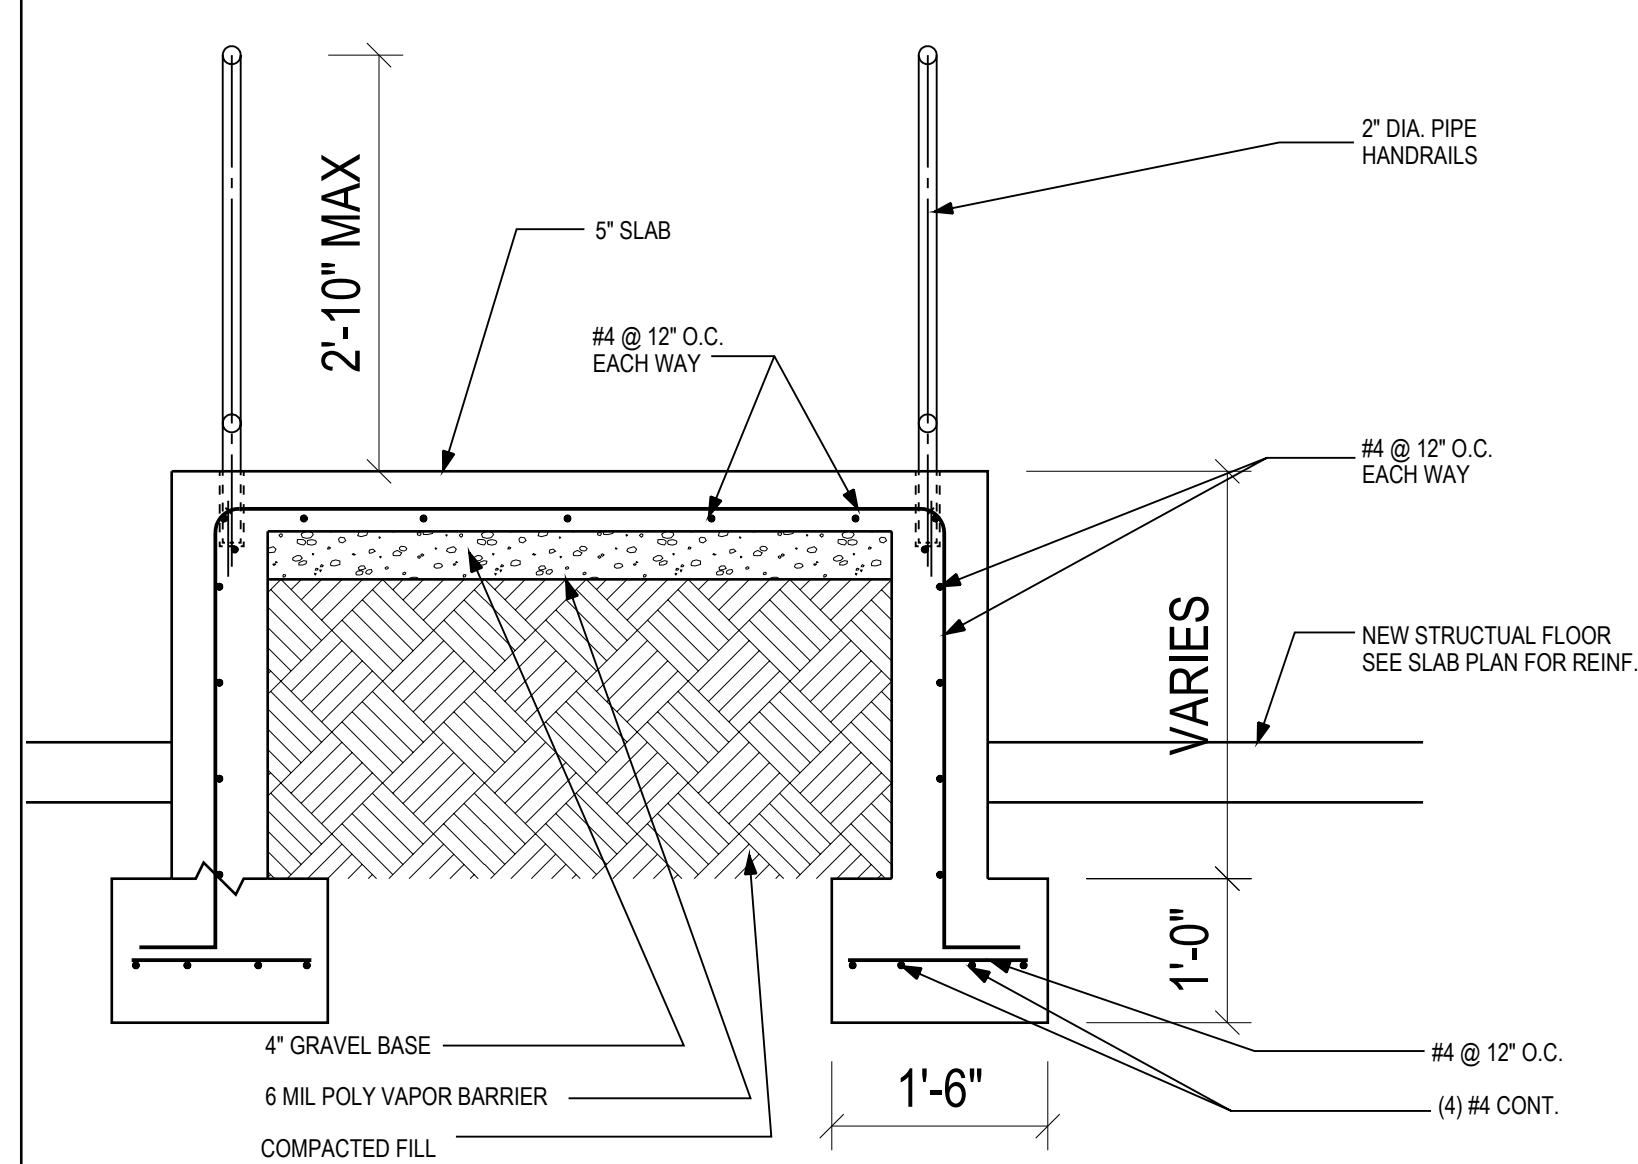 2" DIA. PIPE
HANDRAILS
2'-10" MAX
5" SLAB
#4 @ 12" O.C.
EACH WAY
#4 @ 12" O.C.
EACH WAY
VARIES
NEW STRUCTUAL FLOOR
SEE SLAB PLAN FOR REINF.
1'-0"
4" GRAVEL BASE
6 MIL POLY VAPOR BARRIER
COMPACTED FILL
1'-6"
#4 @ 12" O.C.
(4) #4 CONT.